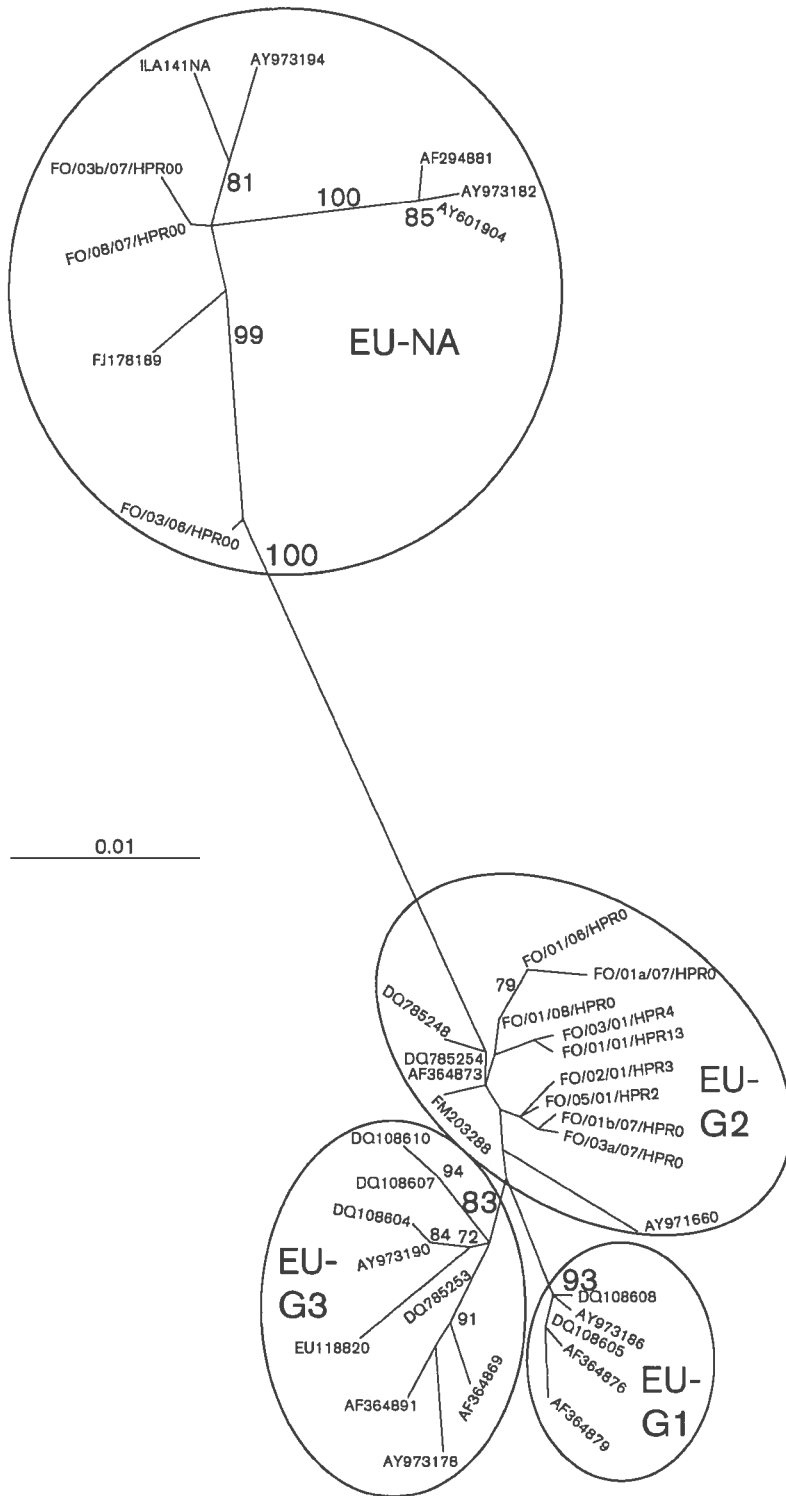 ILA141NA
AY973194
FO/03b/07/HPR00
81
AF294881
100
AY973182
85
AY601904
FO/08/07/HPR00
99
EU-NA
FJ178189
FO/03/06/HPR00
100
0.01
FO/01/06/HPR0
79
FO/01a/07/HPR0
DQ785248
FO/01/08/HPR0
FO/03/01/HPR4
FO/01/01/HPR13
DQ785254
AF364873
FO/02/01/HPR3
EU-
G2
FO/05/01/HPR2
FM203288
FO/01b/07/HPR0
FO/03a/07/HPR0
DQ108610
94
DQ108607
83
DQ108604
84
72
AY971660
EU-
G3
AY973190
DQ785253
93
DQ108608
AY973186
DQ108605
EU118820
91
AF364876
EU-
G1
AF364869
AF364891
AF364879
AY973178